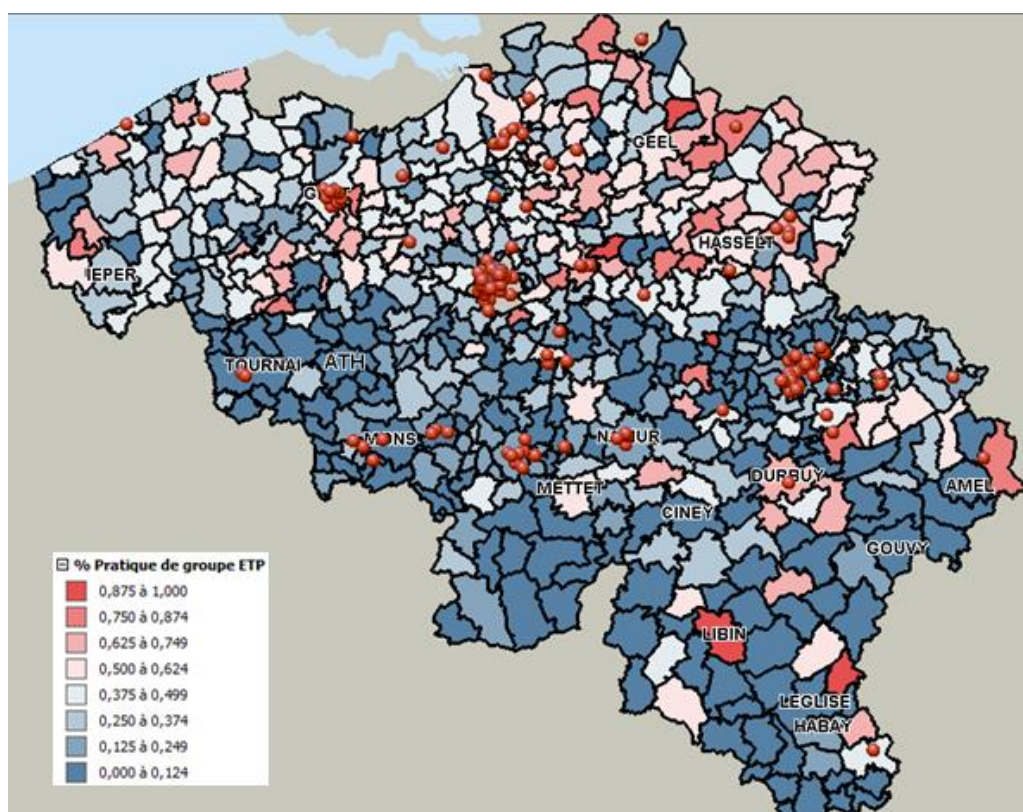 GEEL
HASSELT
IEPER
TOURNAI
ATH
MONS
NAMUR
METTET
DURBUY
AMEL
CINEY
GOUVY
% Pratique de groupe ETP
0,875 à 1,000
0,750 à 0,874
0,625 à 0,749
0,500 à 0,624
0,375 à 0,499
0,250 à 0,374
0,125 à 0,249
0,000 à 0,124
LIBIN
LEGLISE
HABAY